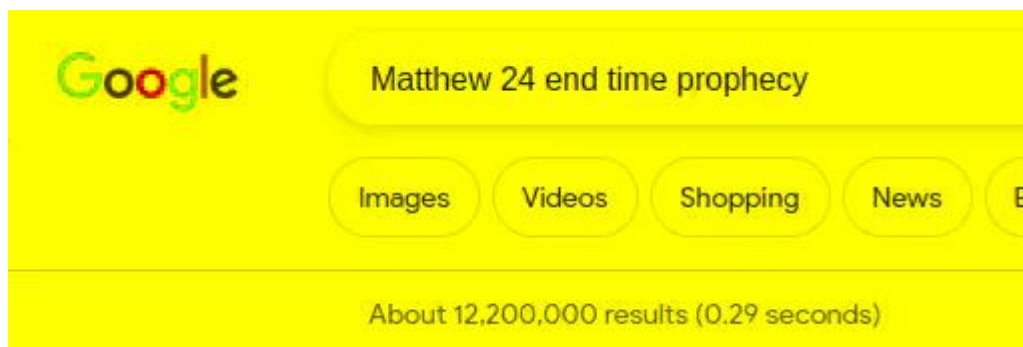 Google
Matthew 24 end time prophecy
Images Videos Shopping News
About 12,200,000 results (0.29 seconds)